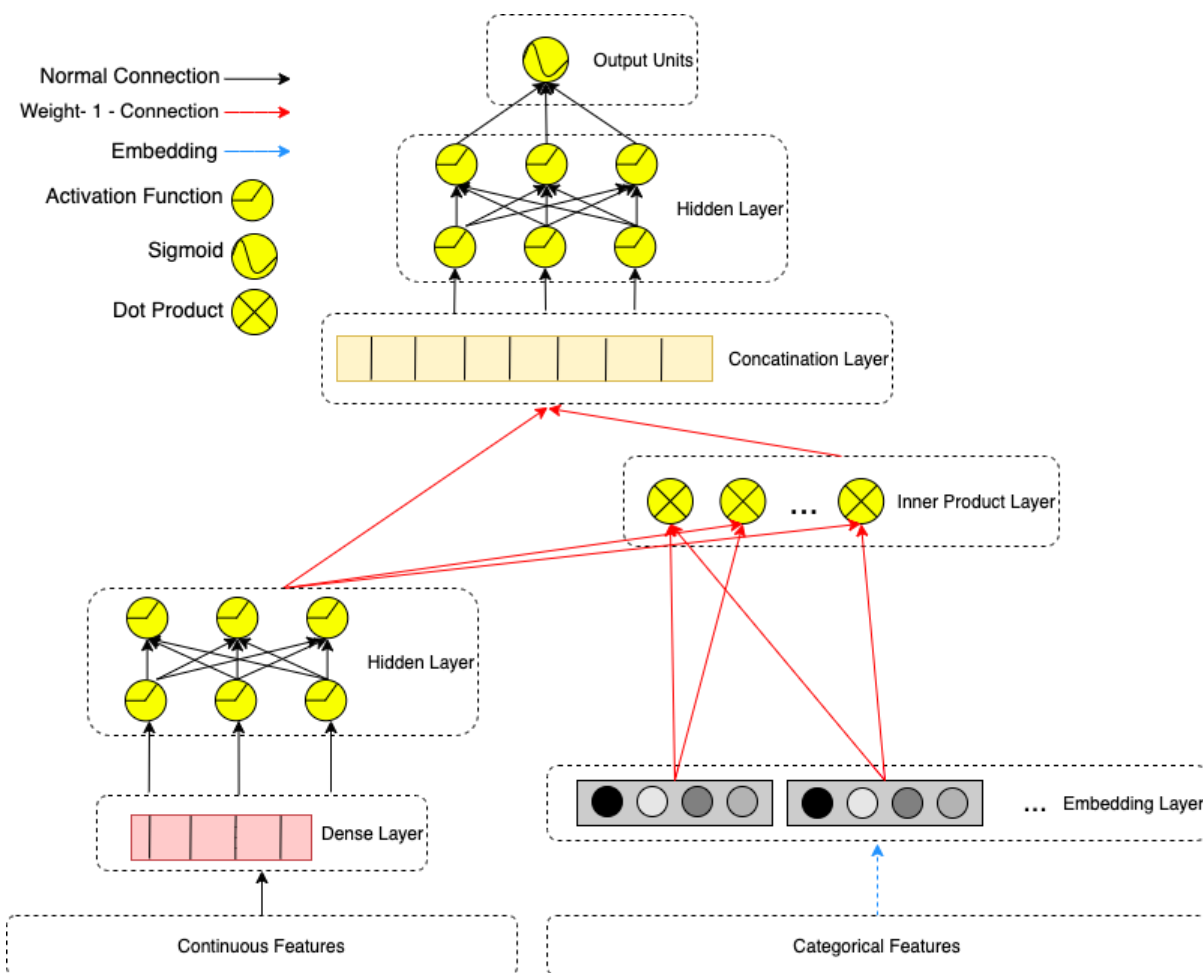 Output Units
Normal Connection
Weight- 1 - Connection
Embedding
Activation Function
Sigmoid
Dot Product
Hidden Layer
Concatination Layer
... Inner Product Layer
Hidden Layer
Dense Layer
... Embedding Layer
Continuous Features
Categorical Features